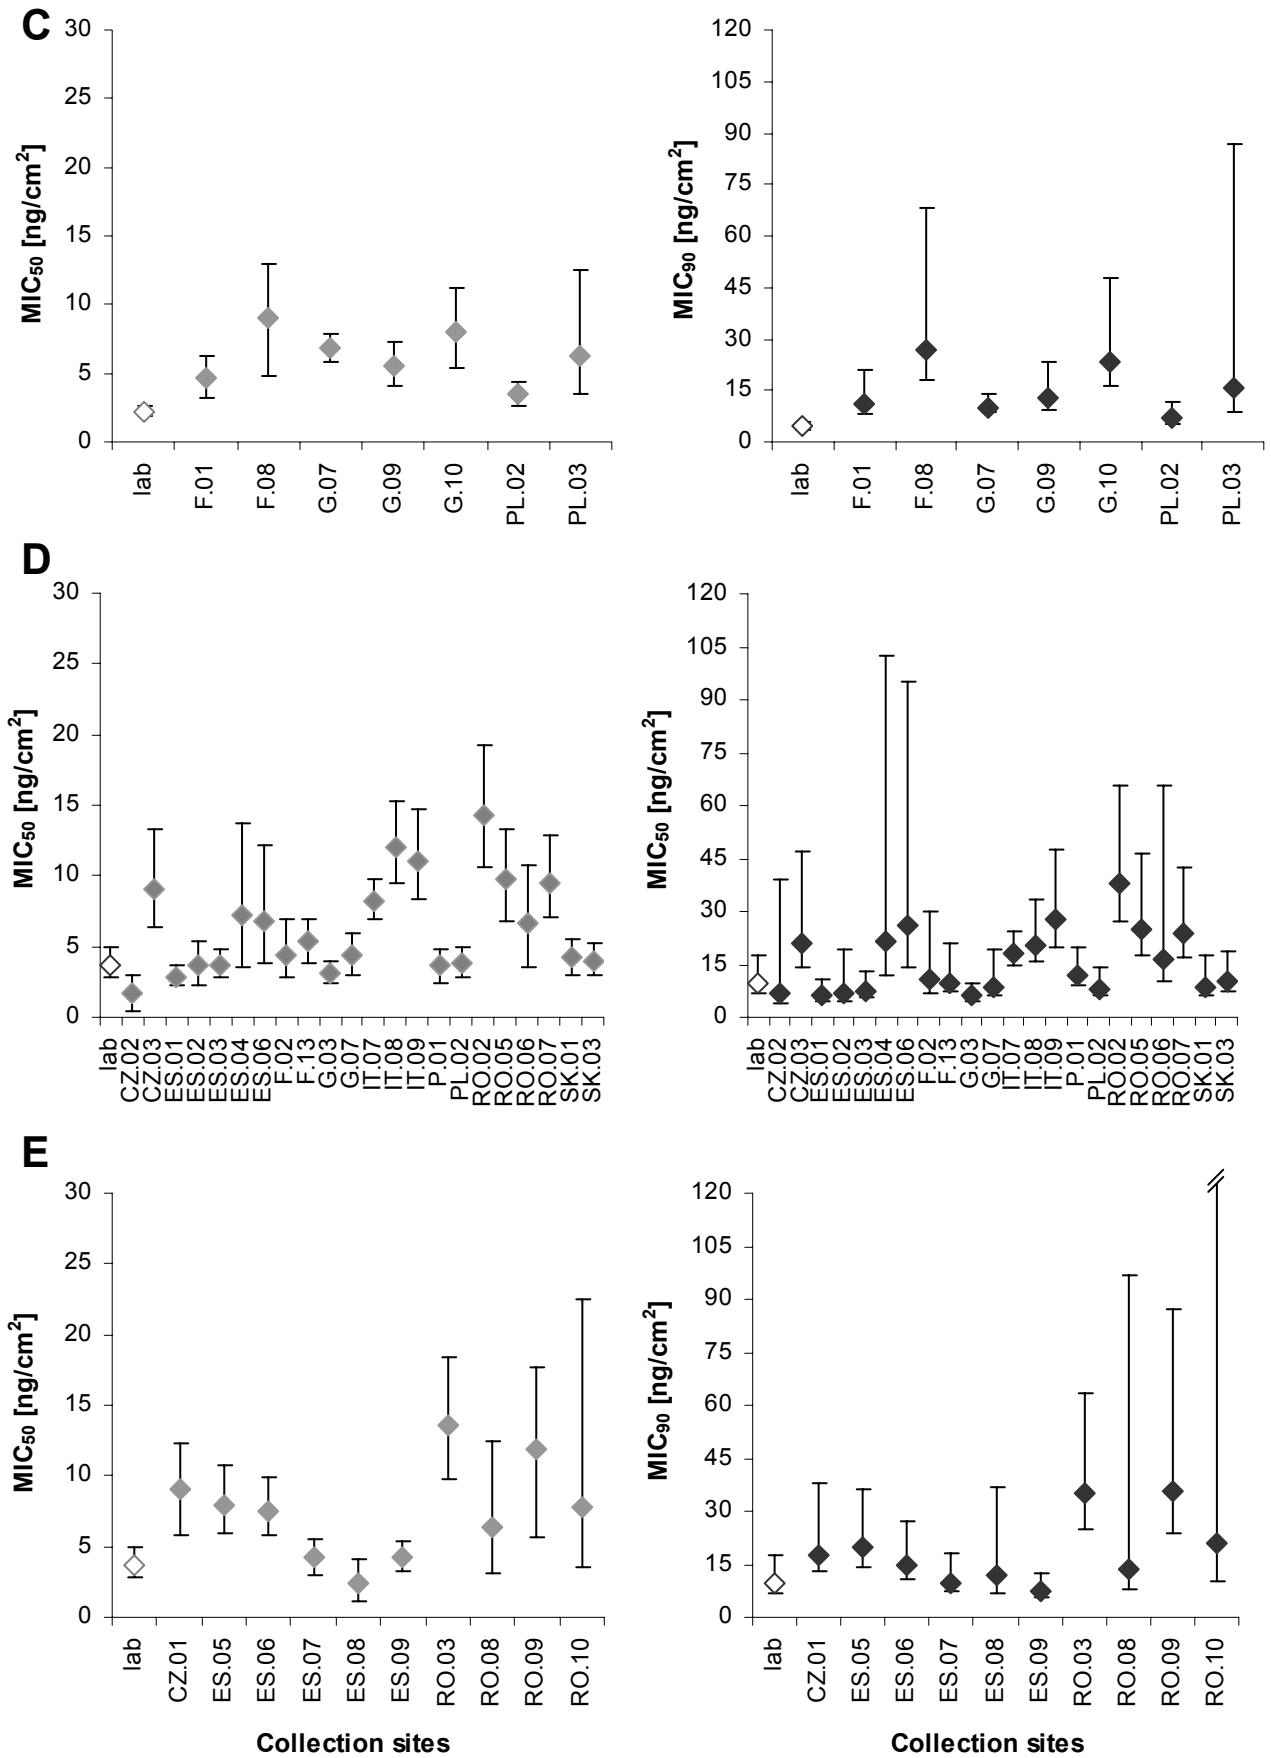 C
MIC50 [ng/cm2]
30
25
20
15
10
5
0
lab F.01 F.08 G.07 G.09 G.10 PL.02 PL.03
MIC90 [ng/cm2]
120
105
90
75
60
45
30
15
0
lab F.01 F.08 G.07 G.09 G.10 PL.02 PL.03
D
MIC50 [ng/cm2]
30
25
20
15
10
5
0
lab CZ.02 CZ.03 ES.01 ES.02 ES.03 ES.04 ES.06 F.02 F.13 G.03 G.07 IT.07 IT.08 IT.09 P.01 PL.02 RO.02 RO.05 RO.06 RO.07 SK.01 SK.03
MIC50 [ng/cm2]
120
105
90
75
60
45
30
15
0
lab CZ.02 CZ.03 ES.01 ES.02 ES.03 ES.04 ES.06 F.02 F.13 G.03 G.07 IT.07 IT.08 IT.09 P.01 PL.02 RO.02 RO.05 RO.06 RO.07 SK.01 SK.03
E
MIC50 [ng/cm2]
30
25
20
15
10
5
0
lab CZ.01 ES.05 ES.06 ES.07 ES.08 ES.09 RO.03 RO.08 RO.09 RO.10
Collection sites
MIC90 [ng/cm2]
120
105
90
75
60
45
30
15
0
lab CZ.01 ES.05 ES.06 ES.07 ES.08 ES.09 RO.03 RO.08 RO.09 RO.10
Collection sites